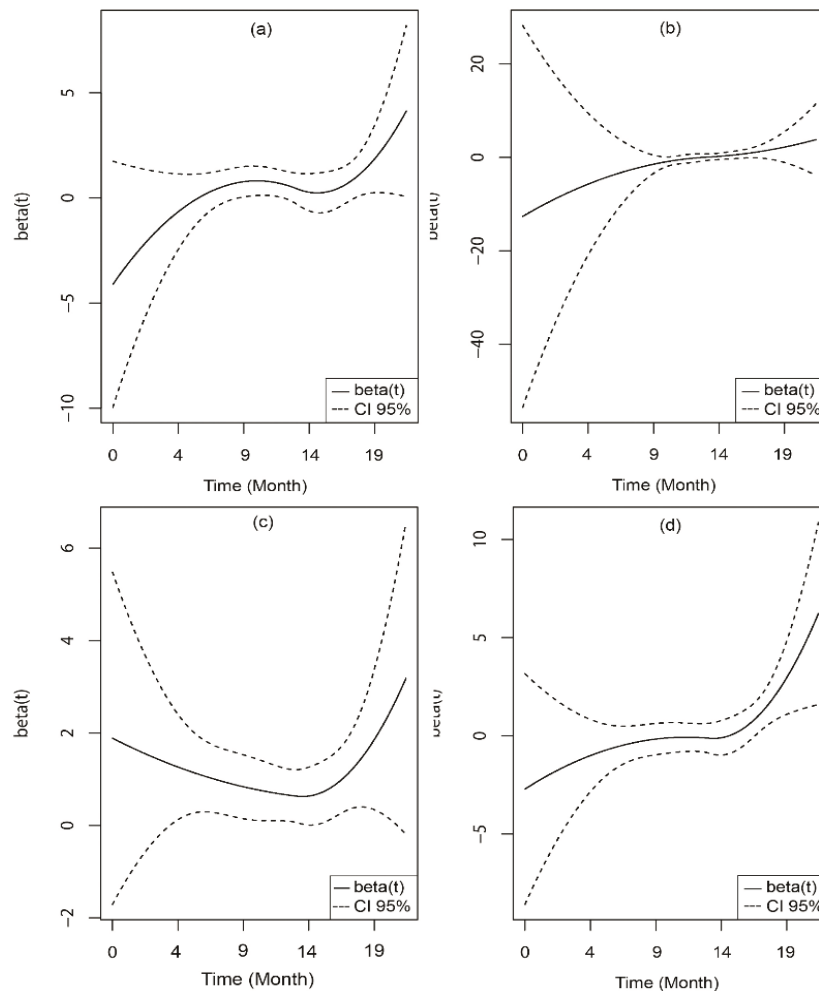 (a)
beta(t)
5
0
−5
−10
beta(t)
CI 95%
0 4 9 14 19
Time (Month)
(b)
beta(t)
20
0
−20
−40
beta(t)
CI 95%
0 4 9 14 19
Time (Month)
(c)
beta(t)
6
4
2
0
−2
beta(t)
CI 95%
0 4 9 14 19
Time (Month)
(d)
beta(t)
10
5
0
−5
beta(t)
CI 95%
0 4 9 14 19
Time (Month)